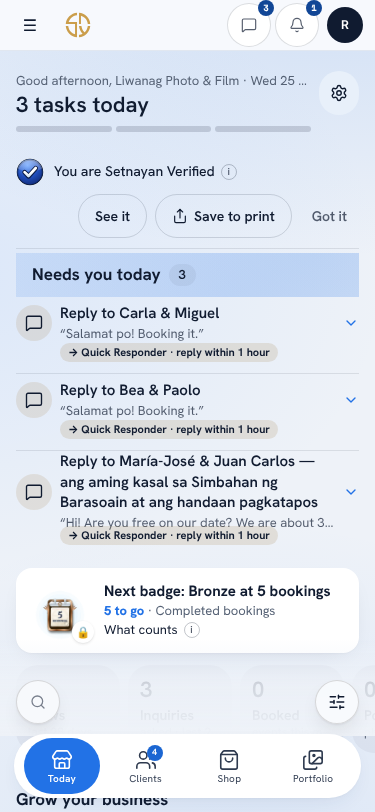 3
1
R
Good afternoon, Liwanag Photo & Film · Wed 25 ...
3 tasks today
You are Setnayan Verified i
See it
Save to print
Got it
Needs you today 3
Reply to Carla & Miguel
“Salamat po! Booking it.”
→ Quick Responder · reply within 1 hour
Reply to Bea & Paolo
“Salamat po! Booking it.”
→ Quick Responder · reply within 1 hour
Reply to María-José & Juan Carlos —
ang aming kasal sa Simbahan ng
Barasoain at ang handaan pagkatapos
“Hi! Are you free on our date? We are about 3...
→ Quick Responder · reply within 1 hour
Next badge: Bronze at 5 bookings
5 to go · Completed bookings
What counts i
5
3
0
Inquiries
Booked
4
Today
Clients
Shop
Portfolio
Grow your business